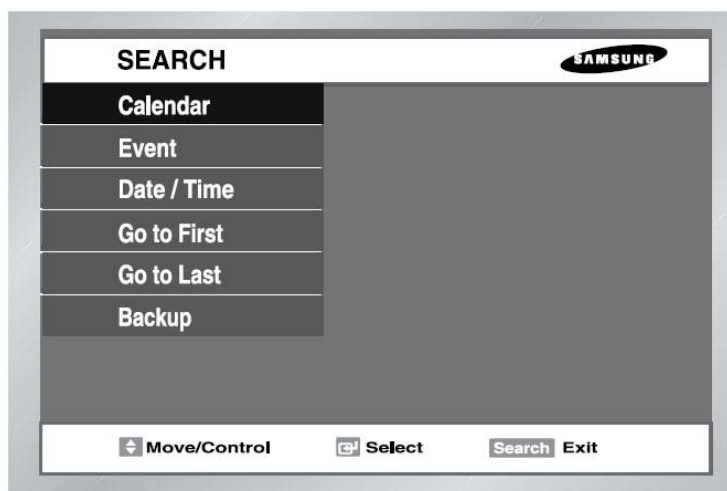 SEARCH
SAMSUNG
Calendar
Event
Date / Time
Go to First
Go to Last
Backup
Move/Control Select Search Exit